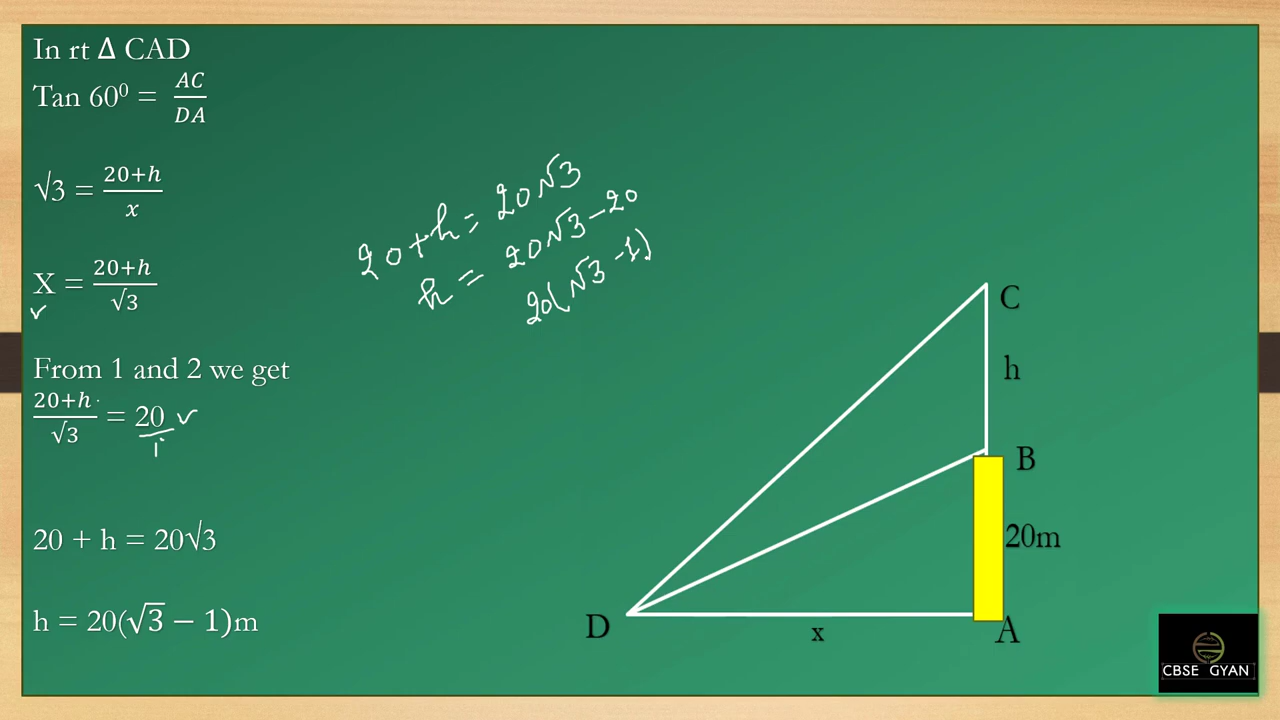 In rt Δ CAD
Tan 60⁰ = AC/DA
√3 = 20+h/x
X = 20+h/√3
From 1 and 2 we get
20+h/√3 = 20/1
20 + h = 20√3
h = 20(√3 − 1)m
20+h = 20√3
h = 20√3-20
20(√3-1)
C
h
B
20m
D
x
A
CBSE GYAN